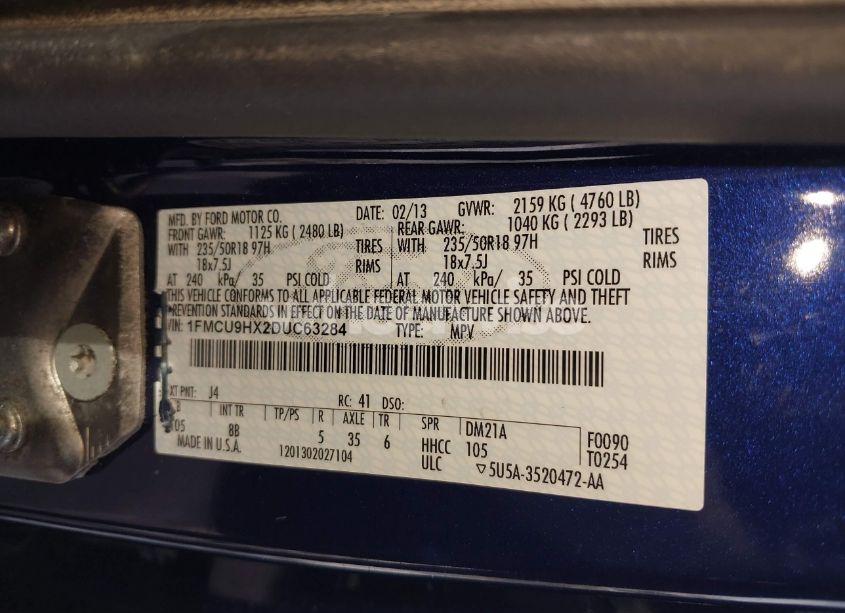 MFD. BY FORD MOTOR CO. DATE: 02/13 GVWR: 2159 KG ( 4760 LB)
FRONT GAWR: 1125 KG ( 2480 LB) REAR GAWR: 1040 KG ( 2293 LB)
WITH 235/50R18 97H TIRES WITH 235/50R18 97H TIRES
18x7.5J RIMS 18x7.5J RIMS
AT 240 kPa/ 35 PSI COLD AT 240 kPa/ 35 PSI COLD
THIS VEHICLE CONFORMS TO ALL APPLICABLE FEDERAL MOTOR VEHICLE SAFETY AND THEFT
PREVENTION STANDARDS IN EFFECT ON THE DATE OF MANUFACTURE SHOWN ABOVE.
VIN: 1FMCU9HX2DUC63284 TYPE: MPV
XT PNT: J4 RC: 41 DSO:
B INT TR TP/PS R AXLE TR SPR DM21A F0090
105 8B 5 35 6 HHCC 105 T0254
MADE IN U.S.A. 1201302027104 ULC ▽5U5A-3520472-AA